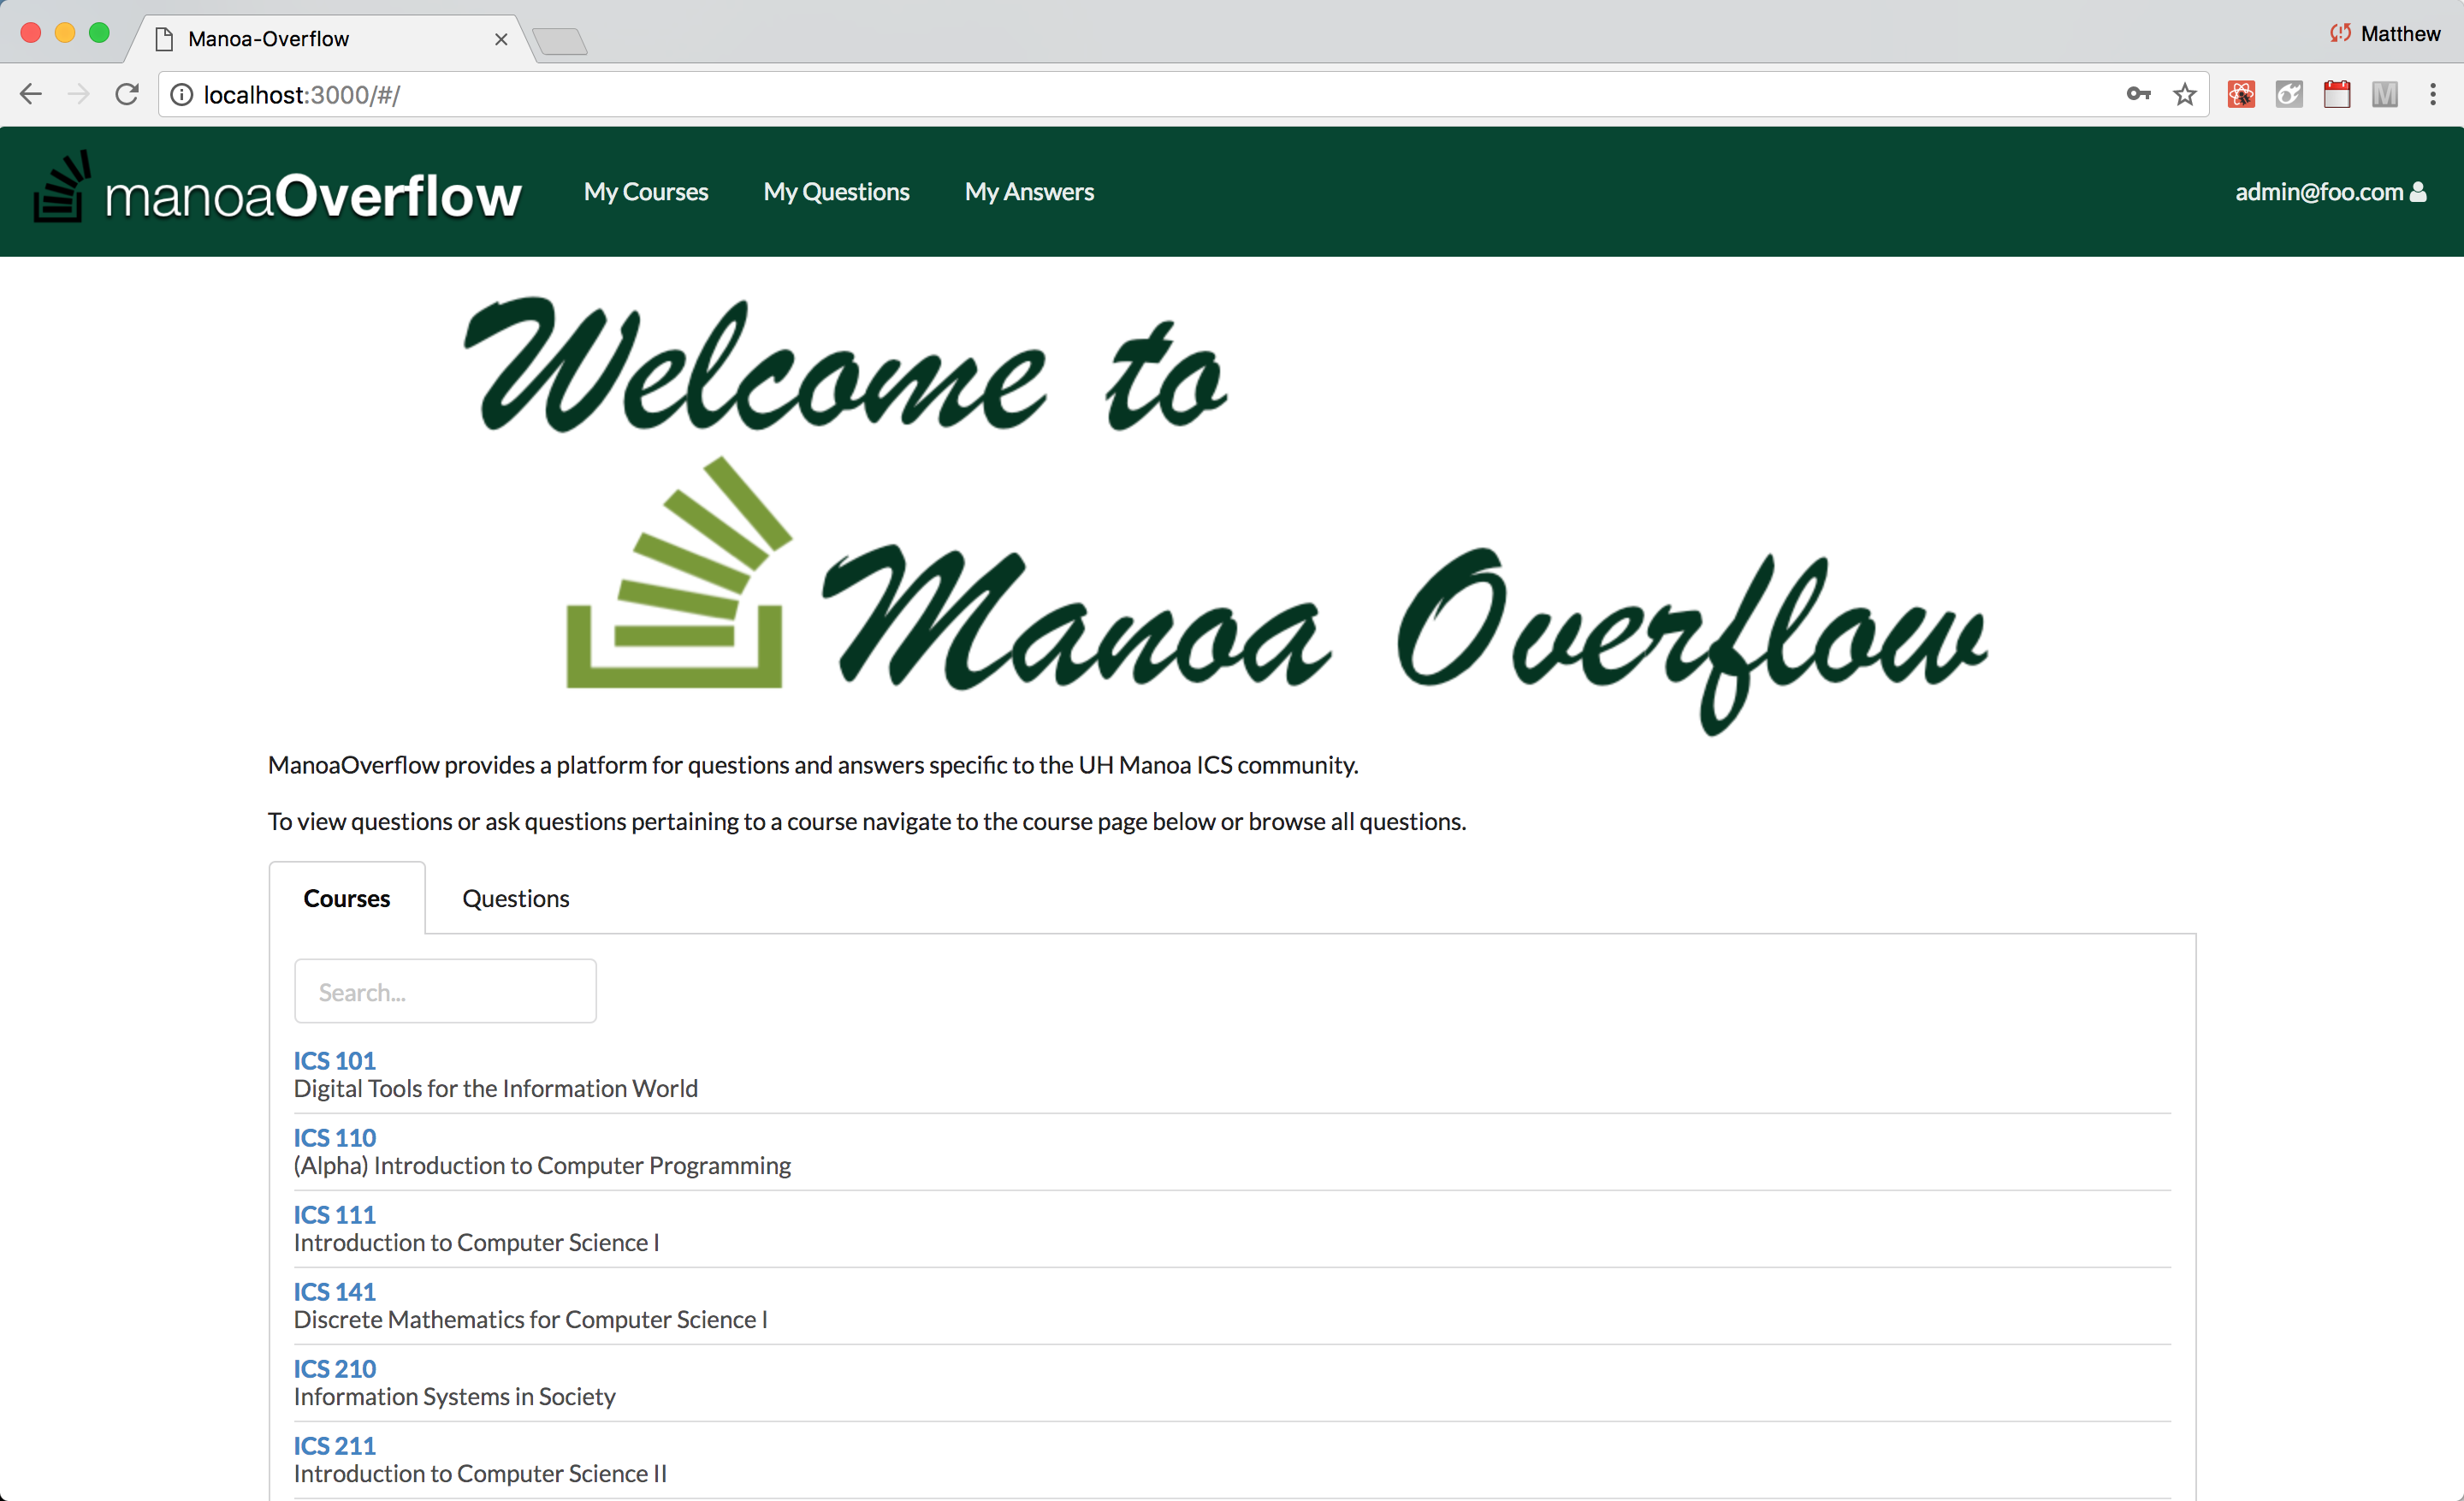 Manoa-Overflow
Matthew
localhost:3000/#/
manoaOverflow
My Courses
My Questions
My Answers
admin@foo.com
Welcome to
Manoa Overflow
ManoaOverflow provides a platform for questions and answers specific to the UH Manoa ICS community.
To view questions or ask questions pertaining to a course navigate to the course page below or browse all questions.
Courses
Questions
Search...
ICS 101
Digital Tools for the Information World
ICS 110
(Alpha) Introduction to Computer Programming
ICS 111
Introduction to Computer Science I
ICS 141
Discrete Mathematics for Computer Science I
ICS 210
Information Systems in Society
ICS 211
Introduction to Computer Science II